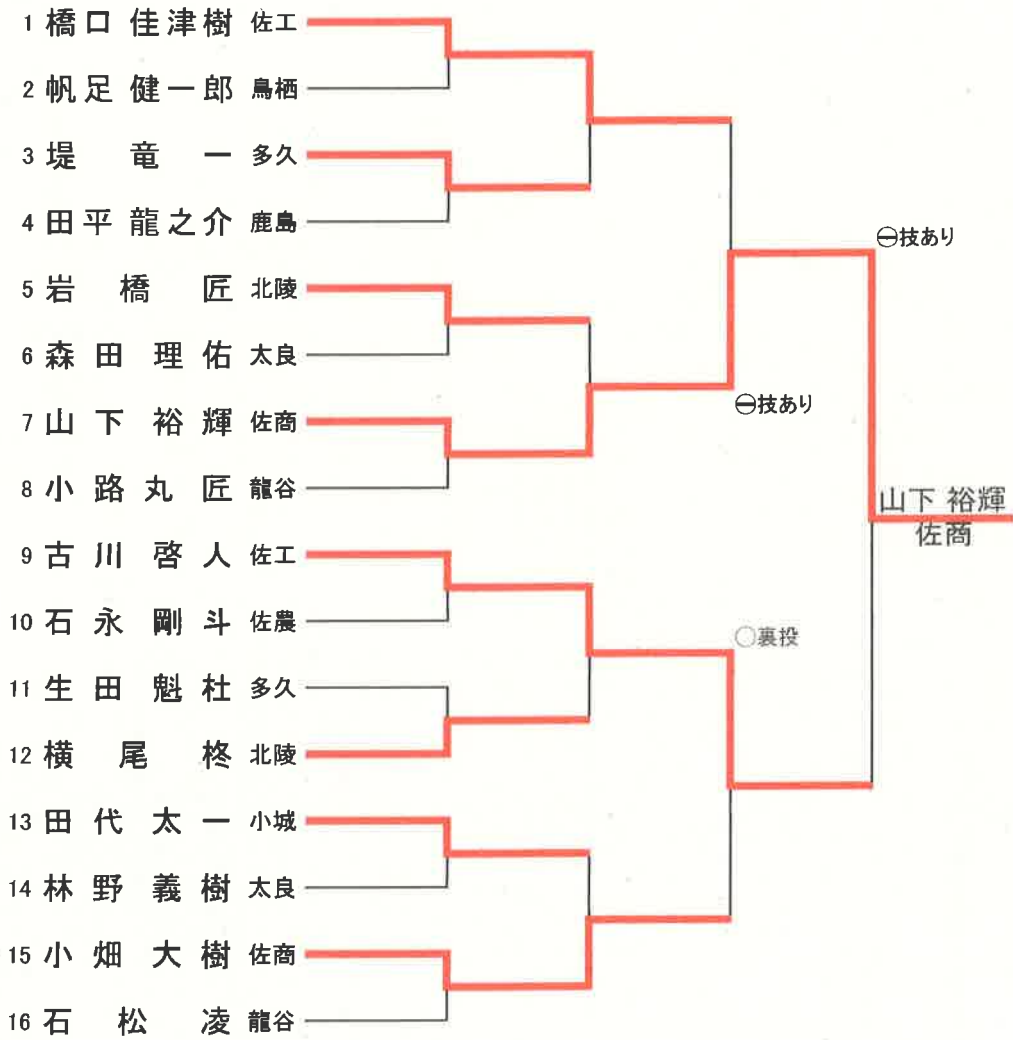 1 橋口 佳津樹 佐工
2 帆足 健一郎 鳥栖
3 堤 竜一 多久
4 田平 龍之介 鹿島
⊖技あり
5 岩橋 匠 北陵
6 森田 理佑 太良
⊖技あり
7 山下 裕輝 佐商
8 小路丸 匠 龍谷
山下 裕輝
佐商
9 古川 啓人 佐工
10 石永 剛斗 佐農
○裏投
11 生田 魁杜 多久
12 横尾 柊 北陵
13 田代 太一 小城
14 林野 義樹 太良
15 小畑 大樹 佐商
16 石松 凌 龍谷